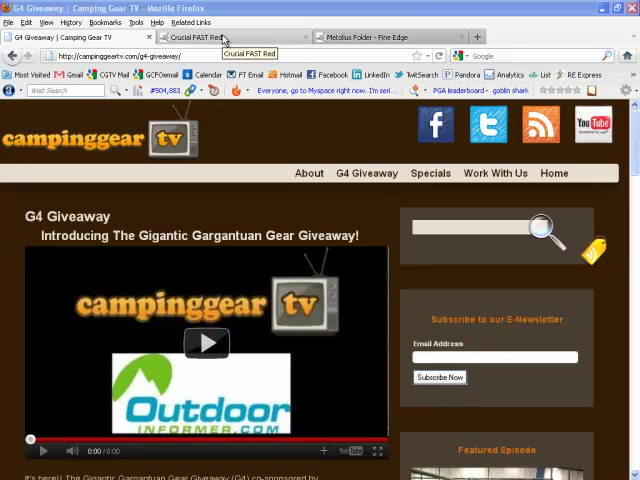 G4 Giveaway | Camping Gear TV - Mozilla Firefox
File Edit View History Bookmarks Tools Help Related Links
G4 Giveaway | Camping Gear TV
Crucial FAST Red
Metolius Folder - Fine Edge
Crucial FAST Red
http://campinggeartv.com/g4-giveaway/
Google
Most Visited Gmail CGTV Mail GCFOemail Calendar FT Email Hotmail Facebook LinkedIn TwitSearch Pandora Analytics List RE Express
Web Search
#504,883
Everyone, go to Myspace right now. I'm seri...
PGA leaderboard
goblin shark
campinggear tv
You Tube
About G4 Giveaway Specials Work With Us Home
G4 Giveaway
Introducing The Gigantic Gargantuan Gear Giveaway!
campinggear tv
Outdoor
INFORMER.COM
0:00 / 0:00
YouTube
It's here!! The Gigantic Gargantuan Gear Giveaway (G4) co-sponsored by
Subscribe to our E-Newsletter
Email Address
Subscribe Now
Featured Episode